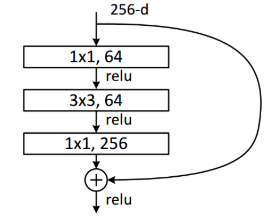 256-d
1x1, 64
relu
3x3, 64
relu
1x1, 256
+
relu